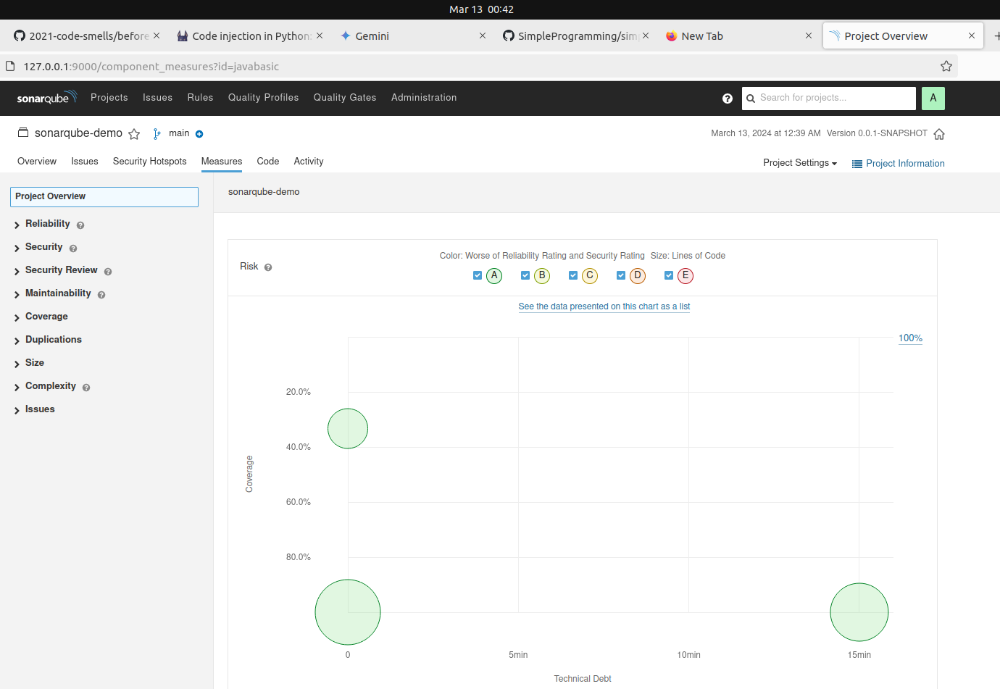 Mar 13 00:42
2021-code-smells/before
Code injection in Python:
Gemini
SimpleProgramming/sim
New Tab
Project Overview
127.0.0.1:9000/component_measures?id=javabasic
sonarqube
Projects
Issues
Rules
Quality Profiles
Quality Gates
Administration
?
Search for projects...
A
sonarqube-demo
main
March 13, 2024 at 12:39 AM Version 0.0.1-SNAPSHOT
Overview
Issues
Security Hotspots
Measures
Code
Activity
Project Settings
Project Information
Project Overview
Reliability ?
Security ?
Security Review ?
Maintainability ?
Coverage
Duplications
Size
Complexity ?
Issues
sonarqube-demo
Risk ?
Color: Worse of Reliability Rating and Security Rating Size: Lines of Code
A B C D E
See the data presented on this chart as a list
100%
20.0%
40.0%
60.0%
80.0%
Coverage
0 5min 10min 15min
Technical Debt